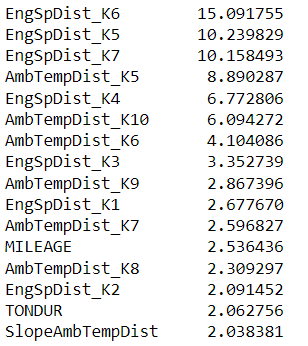 EngSpDist_K6 15.091755
EngSpDist_K5 10.239829
EngSpDist_K7 10.158493
AmbTempDist_K5 8.890287
EngSpDist_K4 6.772806
AmbTempDist_K10 6.094272
AmbTempDist_K6 4.104086
EngSpDist_K3 3.352739
AmbTempDist_K9 2.867396
EngSpDist_K1 2.677670
AmbTempDist_K7 2.596827
MILEAGE 2.536436
AmbTempDist_K8 2.309297
EngSpDist_K2 2.091452
TONDUR 2.062756
SlopeAmbTempDist 2.038381